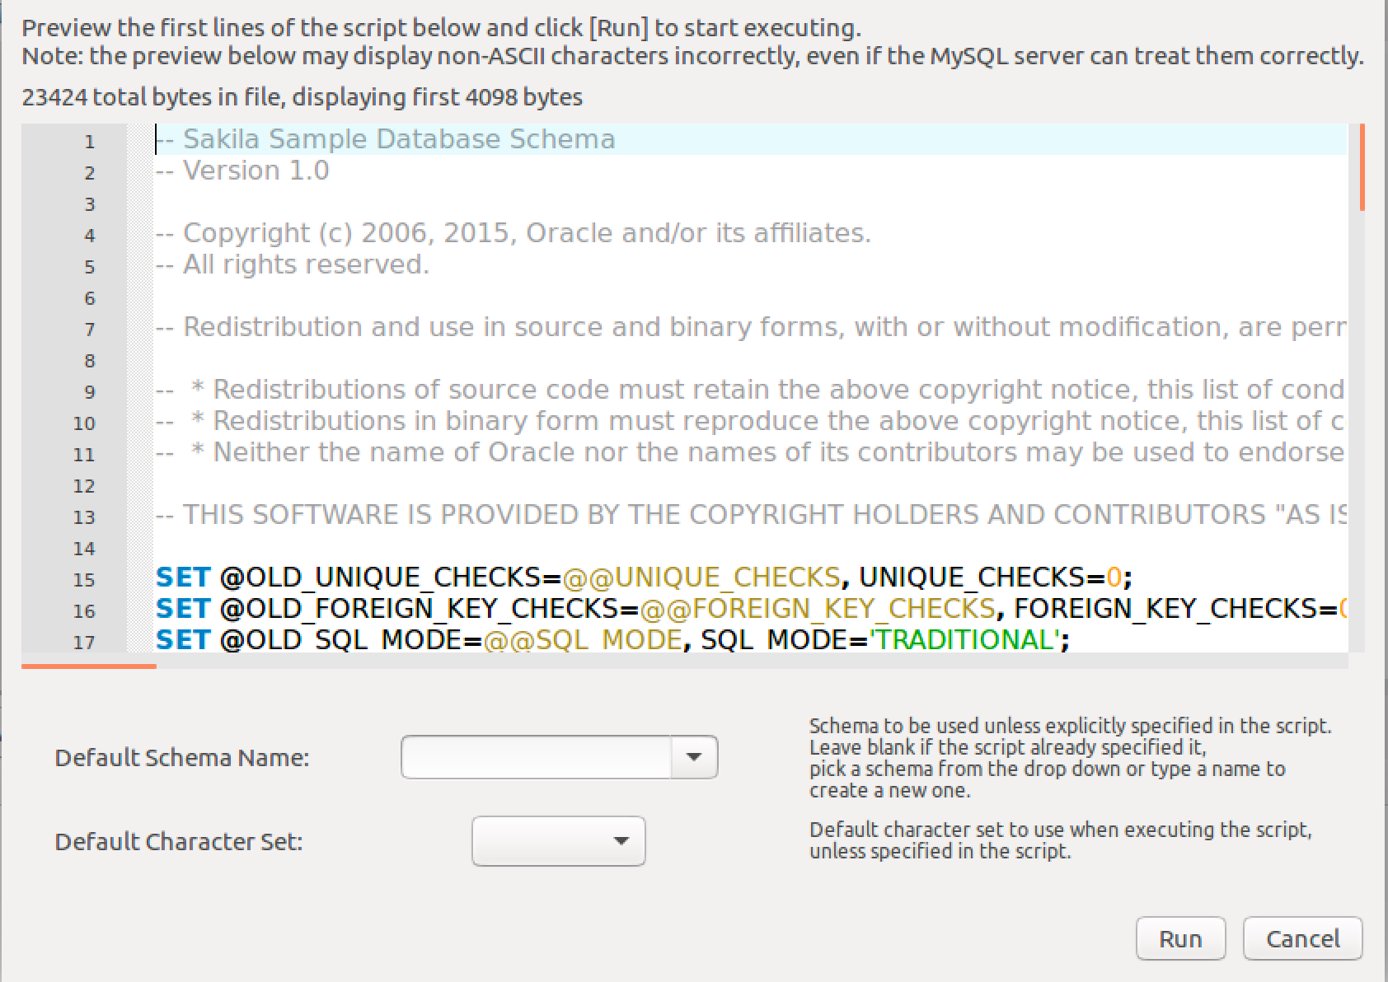 Preview the first lines of the script below and click [Run] to start executing.
Note: the preview below may display non-ASCII characters incorrectly, even if the MySQL server can treat them correctly.
23424 total bytes in file, displaying first 4098 bytes
1 -- Sakila Sample Database Schema
2 -- Version 1.0
3
4 -- Copyright (c) 2006, 2015, Oracle and/or its affiliates.
5 -- All rights reserved.
6
7 -- Redistribution and use in source and binary forms, with or without modification, are perr
8
9 --  * Redistributions of source code must retain the above copyright notice, this list of cond
10 --  * Redistributions in binary form must reproduce the above copyright notice, this list of c
11 --  * Neither the name of Oracle nor the names of its contributors may be used to endorse
12
13 -- THIS SOFTWARE IS PROVIDED BY THE COPYRIGHT HOLDERS AND CONTRIBUTORS "AS IS
14
15 SET @OLD_UNIQUE_CHECKS=@@UNIQUE_CHECKS, UNIQUE_CHECKS=0;
16 SET @OLD_FOREIGN_KEY_CHECKS=@@FOREIGN_KEY_CHECKS, FOREIGN_KEY_CHECKS=0
17 SET @OLD_SQL_MODE=@@SQL_MODE, SQL_MODE='TRADITIONAL';
Default Schema Name:
Schema to be used unless explicitly specified in the script.
Leave blank if the script already specified it,
pick a schema from the drop down or type a name to
create a new one.
Default Character Set:
Default character set to use when executing the script,
unless specified in the script.
Run
Cancel